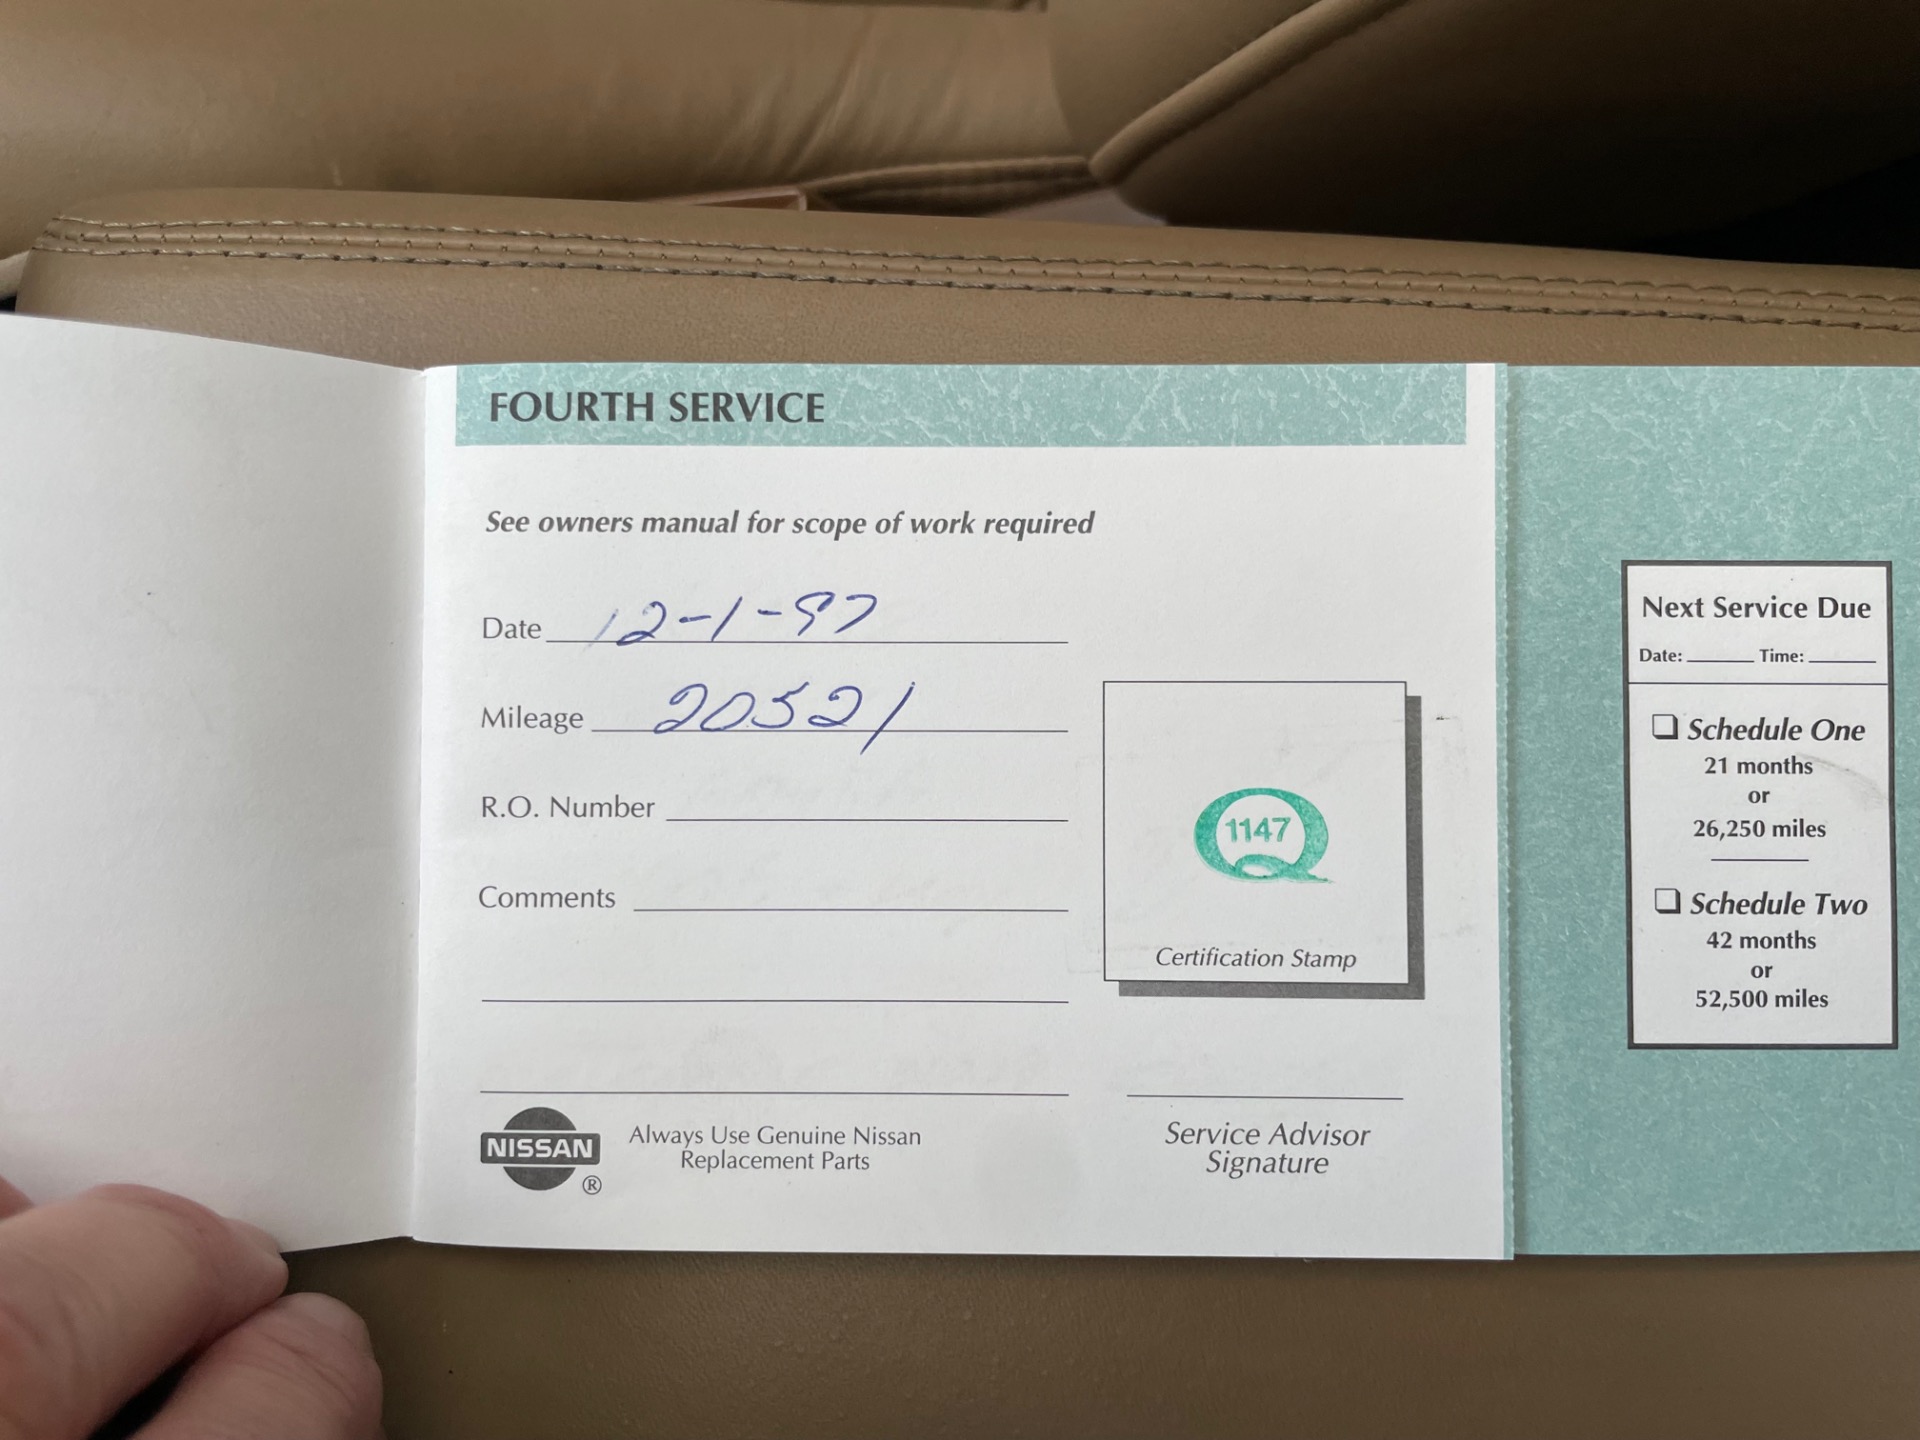 FOURTH SERVICE
See owners manual for scope of work required
Date 12-1-97
Mileage 20521
R.O. Number
Comments
1147
Certification Stamp
NISSAN
®
Always Use Genuine Nissan
Replacement Parts
Service Advisor
Signature
Next Service Due
Date: Time:
Schedule One
21 months
or
26,250 miles
Schedule Two
42 months
or
52,500 miles